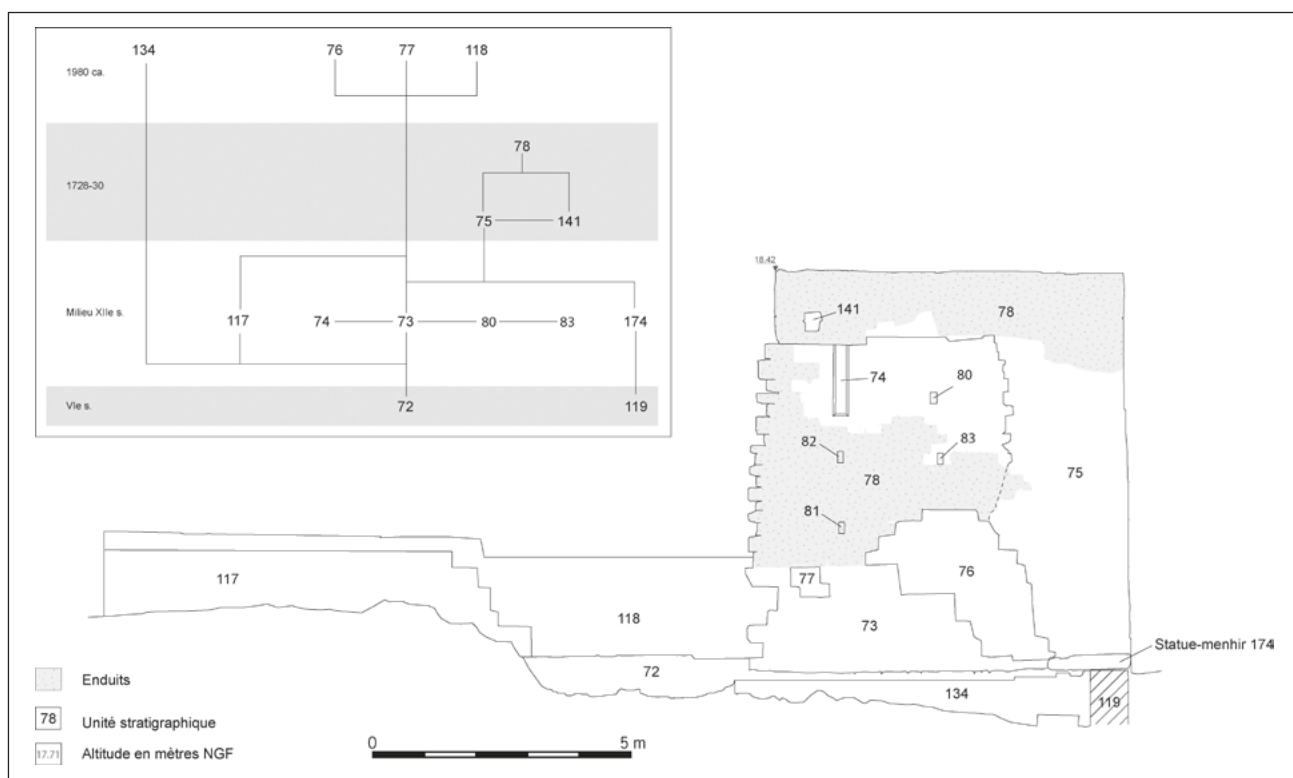 134 76 77 118
1980 ca.
78
1728-30
75 141
Milieu XIIe s.
117 74 73 80 83 174
VIe s.
72 119
18.42
141 78
74 80
82 83
78 75
81
117 77 76
118 73
Statue-menhir 174
72 134 119
Enduits
78 Unité stratigraphique
17.71 Altitude en mètres NGF
0 5 m